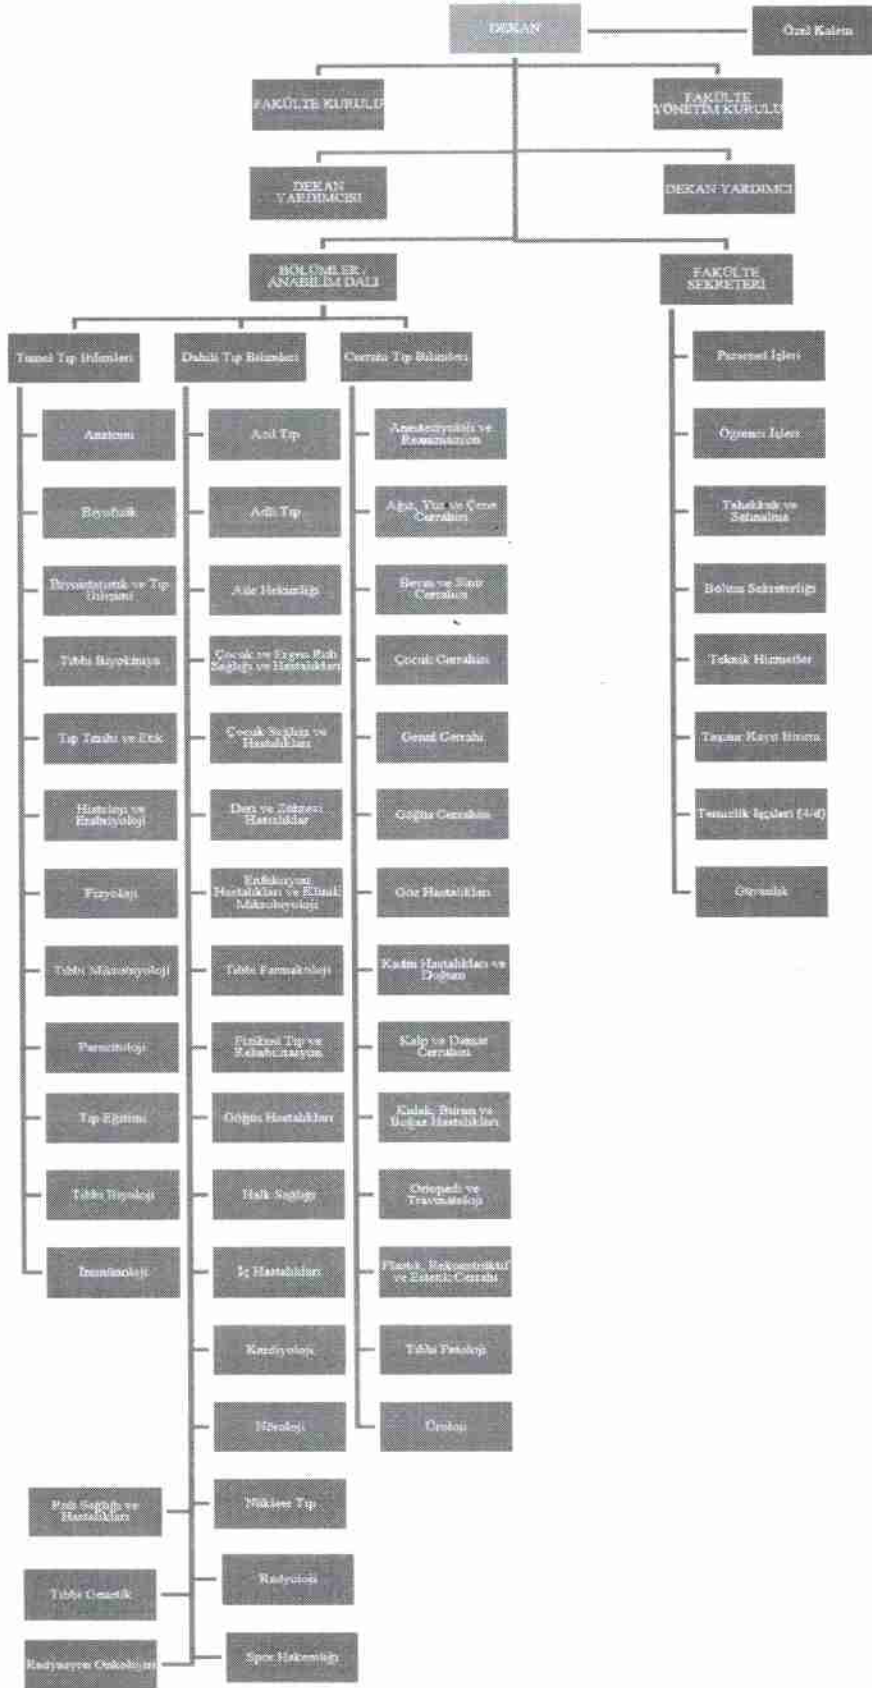 DEKAN
Özel Kalem
FAKÜLTE KURULU
FAKÜLTE
YÖNETİM KURULU
DEKAN
YARDIMCISI
DEKAN YARDIMCI
BÖLÜMLER /
ANABİLİM DALI
FAKÜLTE
SEKRETERİ
Temel Tıp Bilimleri
Dahili Tıp Bilimleri
Cerrahi Tıp Bilimleri
Personel İşleri
Anatomi
Acil Tıp
Anesteziyoloji ve
Reanimasyon
Öğrenci İşleri
Biyofizik
Adli Tıp
Ağız, Yüz ve Çene
Cerrahisi
Tahakkuk ve
Satınalma
Biyoistatistik ve Tıp
Bilişimi
Aile Hekimliği
Beyin ve Sinir
Cerrahisi
Bölüm Sekreterliği
Tıbbi Biyokimya
Çocuk ve Ergen Ruh
Sağlığı ve Hastalıkları
Çocuk Cerrahisi
Teknik Hizmetler
Tıp Tarihi ve Etik
Çocuk Sağlığı ve
Hastalıkları
Genel Cerrahi
Taşınır Kayıt Birimi
Histoloji ve
Embriyoloji
Deri ve Zührevi
Hastalıklar
Göğüs Cerrahisi
Temizlik İşçileri (4/d)
Fizyoloji
Enfeksiyon
Hastalıkları ve Klinik
Mikrobiyoloji
Göz Hastalıkları
Güvenlik
Tıbbi Mikrobiyoloji
Tıbbi Farmakoloji
Kadın Hastalıkları ve
Doğum
Parazitoloji
Fiziksel Tıp ve
Rehabilitasyon
Kalp ve Damar
Cerrahisi
Tıp Eğitimi
Göğüs Hastalıkları
Kulak, Burun ve
Boğaz Hastalıkları
Tıbbi Biyoloji
Halk Sağlığı
Ortopedi ve
Travmatoloji
İmmünoloji
İç Hastalıkları
Plastik, Rekonstrüktif
ve Estetik Cerrahi
Kardiyoloji
Tıbbi Patoloji
Nöroloji
Üroloji
Ruh Sağlığı ve
Hastalıkları
Nükleer Tıp
Tıbbi Genetik
Radyoloji
Radyasyon Onkolojisi
Spor Hekimliği